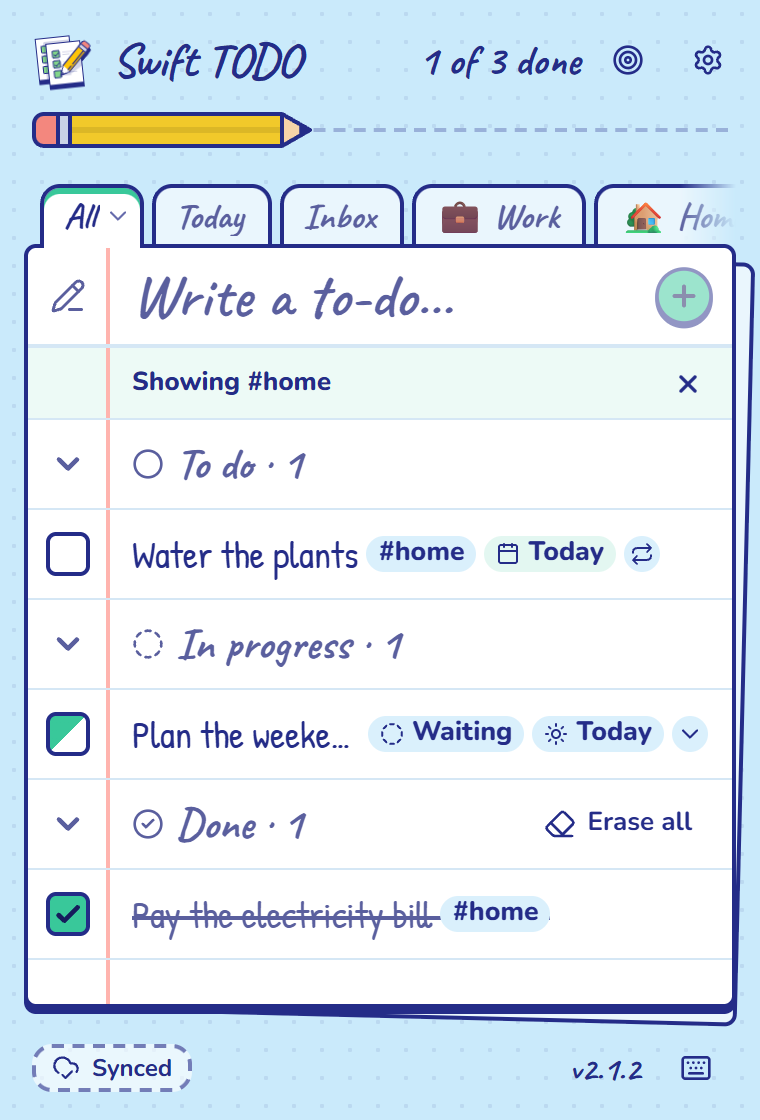 Swift TODO
1 of 3 done
All
Today
Inbox
Work
Hom
Write a to-do...
Showing #home
To do · 1
Water the plants #home Today
In progress · 1
Plan the weeke... Waiting Today
Done · 1
Erase all
Pay the electricity bill #home
Synced
v2.1.2